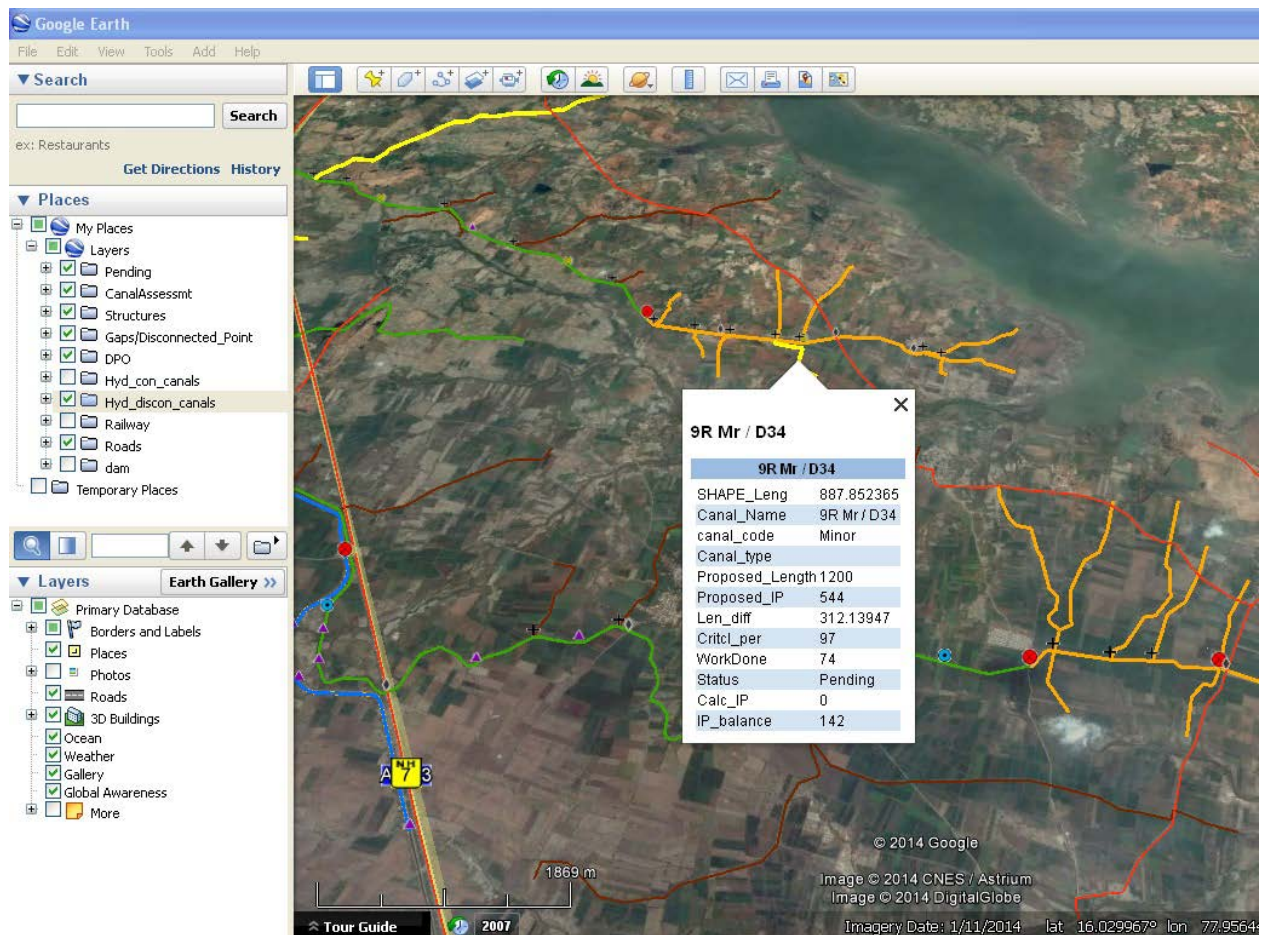 Google Earth
File Edit View Tools Add Help
Search
Search
ex: Restaurants
Get Directions History
Places
My Places
Layers
Pending
CanalAssessmt
Structures
Gaps/Disconnected_Point
DPO
Hyd_con_canals
Hyd_discon_canals
Railway
Roads
dam
Temporary Places
Layers
Earth Gallery >>
Primary Database
Borders and Labels
Places
Photos
Roads
3D Buildings
Ocean
Weather
Gallery
Global Awareness
More
9R Mr / D34
9R Mr / D34
SHAPE_Leng 887.852365
Canal_Name 9R Mr / D34
canal_code Minor
Canal_type
Proposed_Length 1200
Proposed_IP 544
Len_diff 312.13947
Critcl_per 97
WorkDone 74
Status Pending
Calc_IP 0
IP_balance 142
NH
A 7 3
© 2014 Google
1869 m
Image © 2014 CNES / Astrium
Image © 2014 DigitalGlobe
Tour Guide
2007
Imagery Date: 1/11/2014 lat 16.029967° lon 77.9564